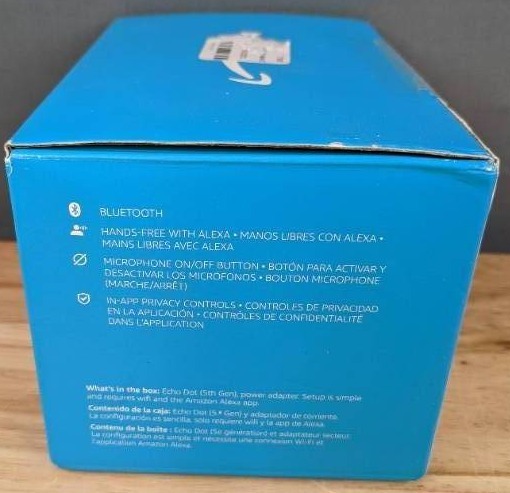 BLUETOOTH
HANDS-FREE WITH ALEXA • MANOS LIBRES CON ALEXA •
MAINS LIBRES AVEC ALEXA
MICROPHONE ON/OFF BUTTON • BOTÓN PARA ACTIVAR Y
DESACTIVAR LOS MICRÓFONOS • BOUTON MICROPHONE
(MARCHE/ARRÊT)
IN-APP PRIVACY CONTROLS • CONTROLES DE PRIVACIDAD
EN LA APLICACIÓN • CONTRÔLES DE CONFIDENTIALITÉ
DANS L'APPLICATION
What's in the box: Echo Dot (5th Gen), power adapter. Setup is simple
and requires wifi and the Amazon Alexa app.
Contenido de la caja: Echo Dot (5.ª Gen) y adaptador de corriente.
La configuración es sencilla, solo requiere wifi y la app de Alexa.
Contenu de la boîte : Echo Dot (5e génération) et adaptateur secteur.
La configuration est simple et nécessite une connexion Wi-Fi et
l'application Amazon Alexa.